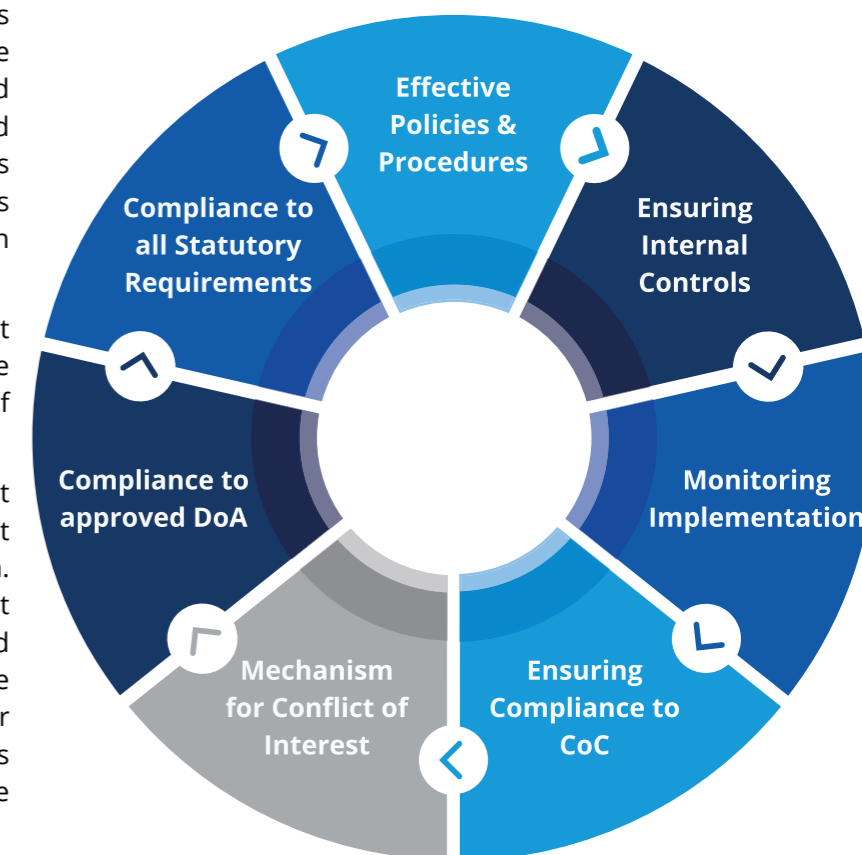 s
e
d
d
s
s
n
t
e
f
t
t
.
t
d
e
r
s
e
Effective
Policies &
Procedures
Ensuring
Internal
Controls
Monitoring
Implementation
Ensuring
Compliance to
CoC
Mechanism
for Conflict of
Interest
Compliance to
approved DoA
Compliance to
all Statutory
Requirements